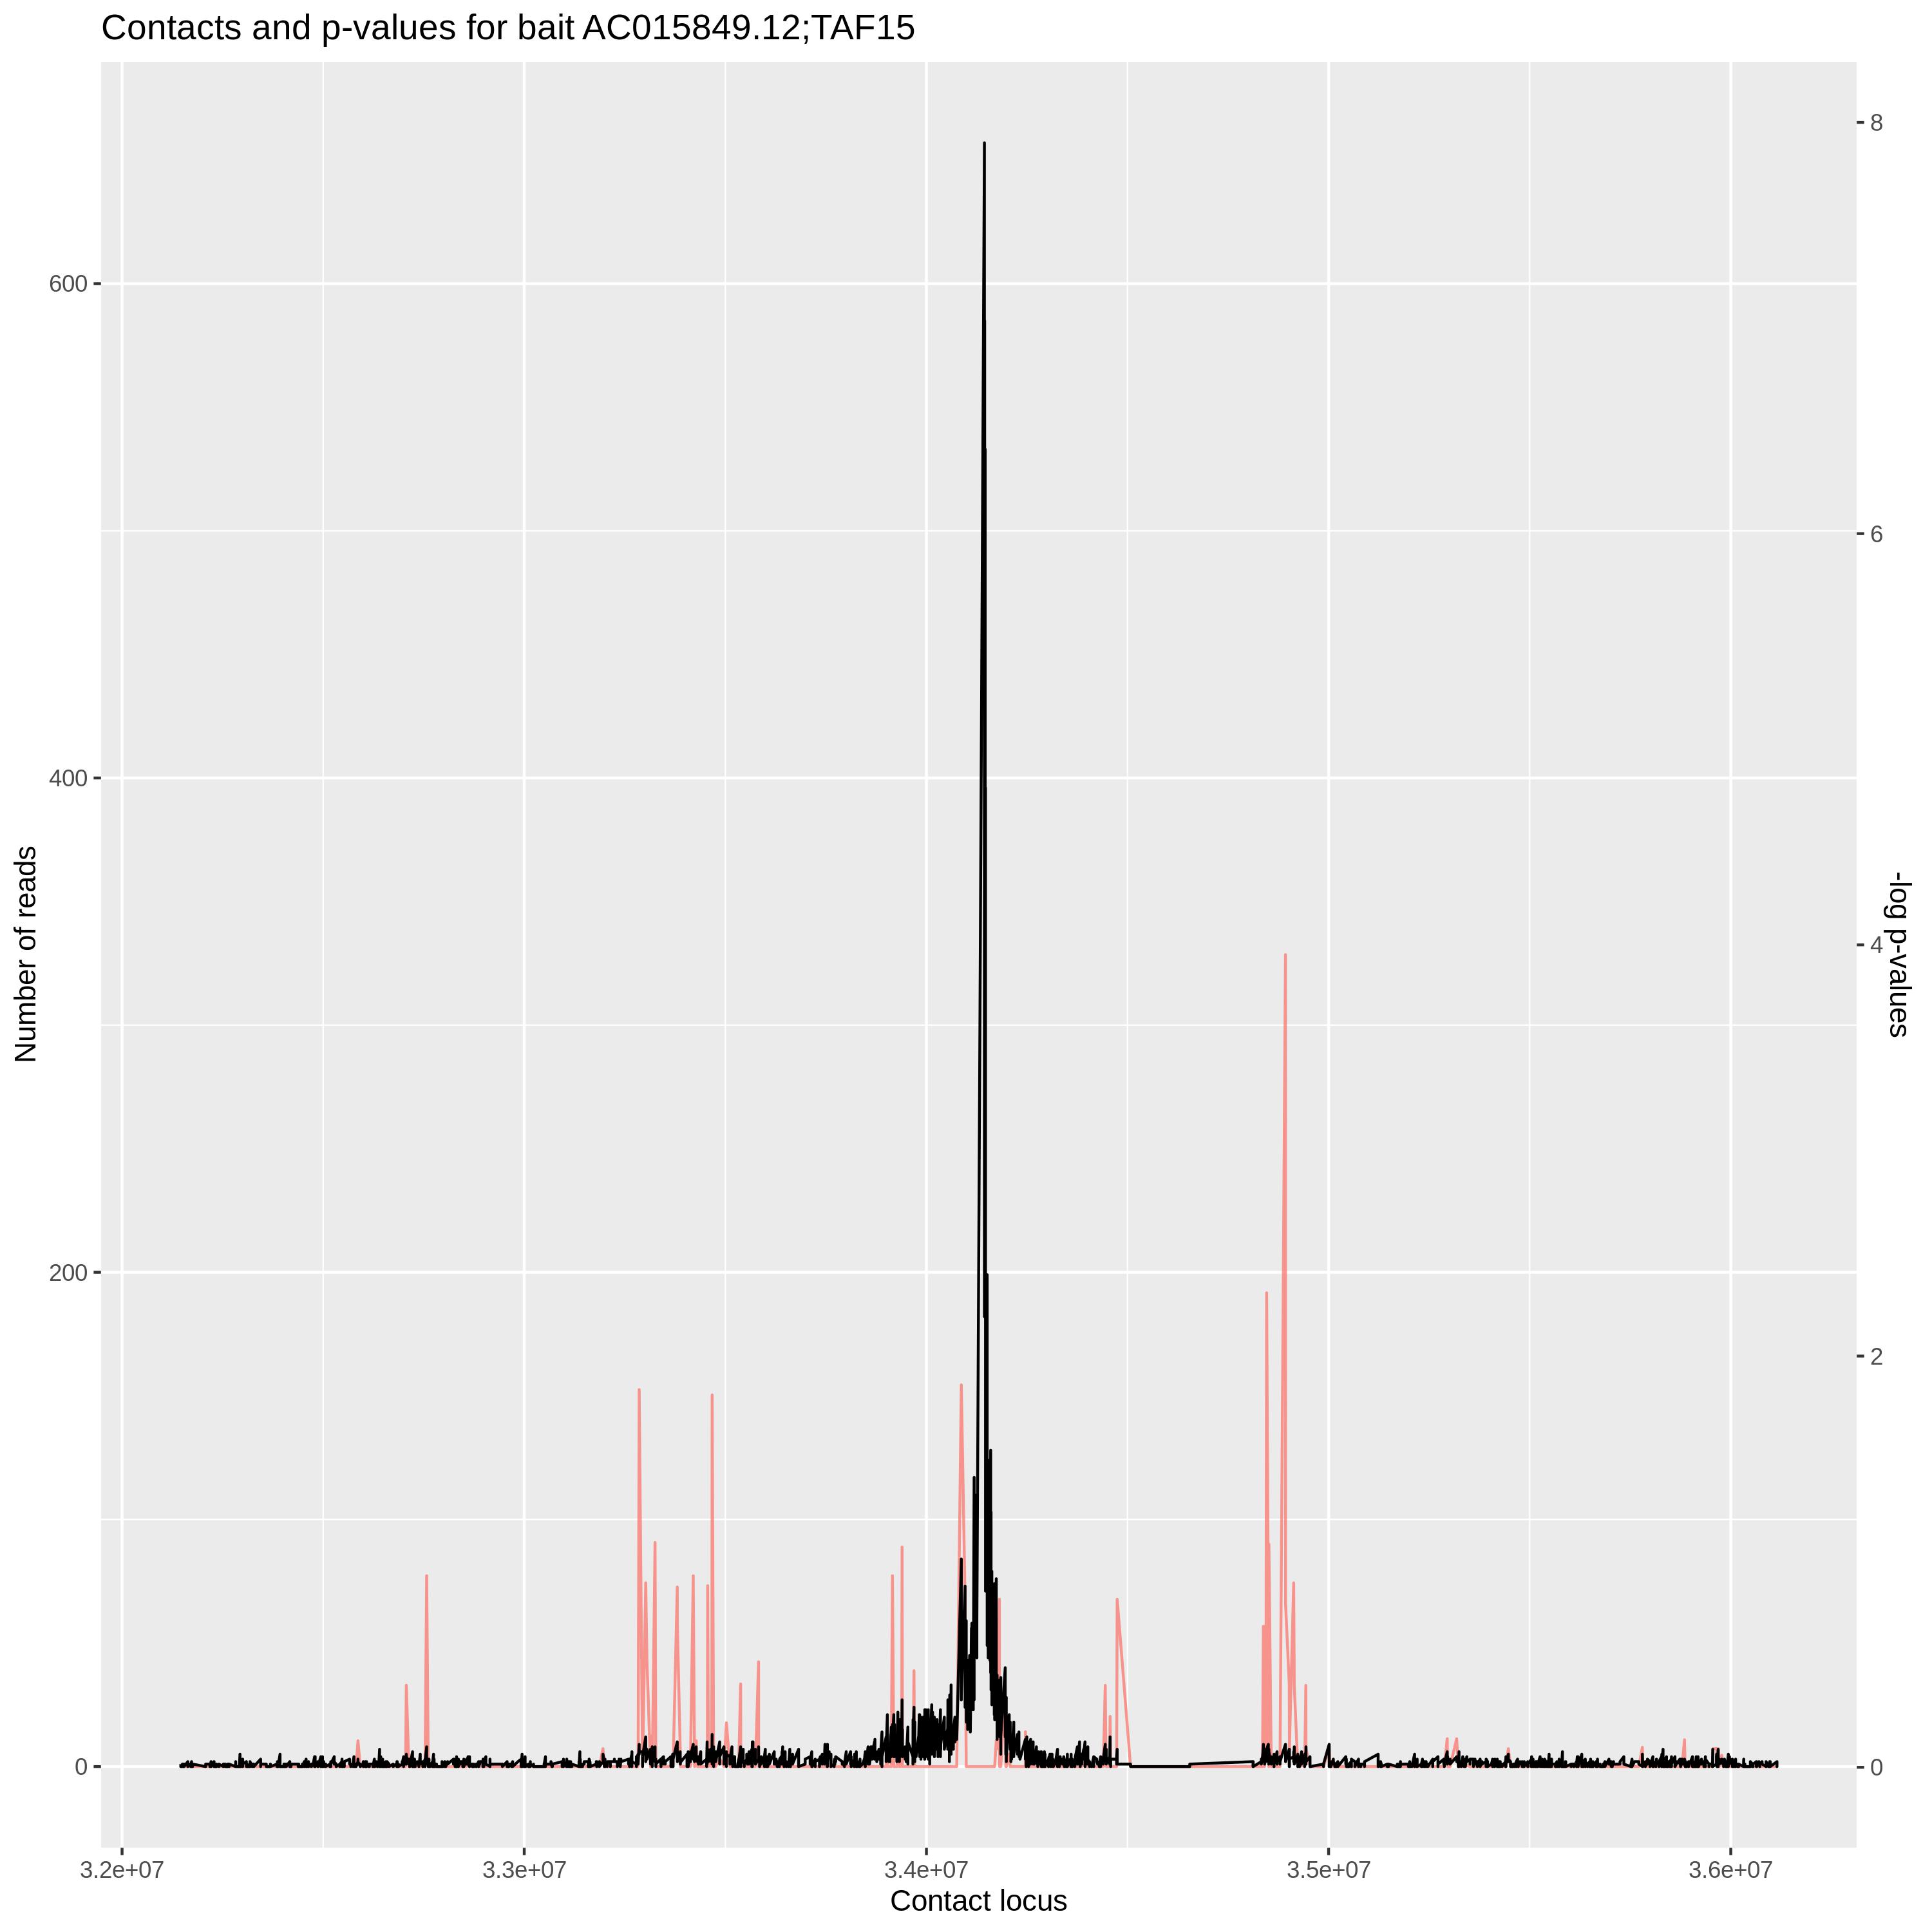 Contacts and p-values for bait AC015849.12;TAF15
8
600
6
400
4
Number of reads
-log p-values
200
2
0
0
3.2e+07 3.3e+07 3.4e+07 3.5e+07 3.6e+07
Contact locus